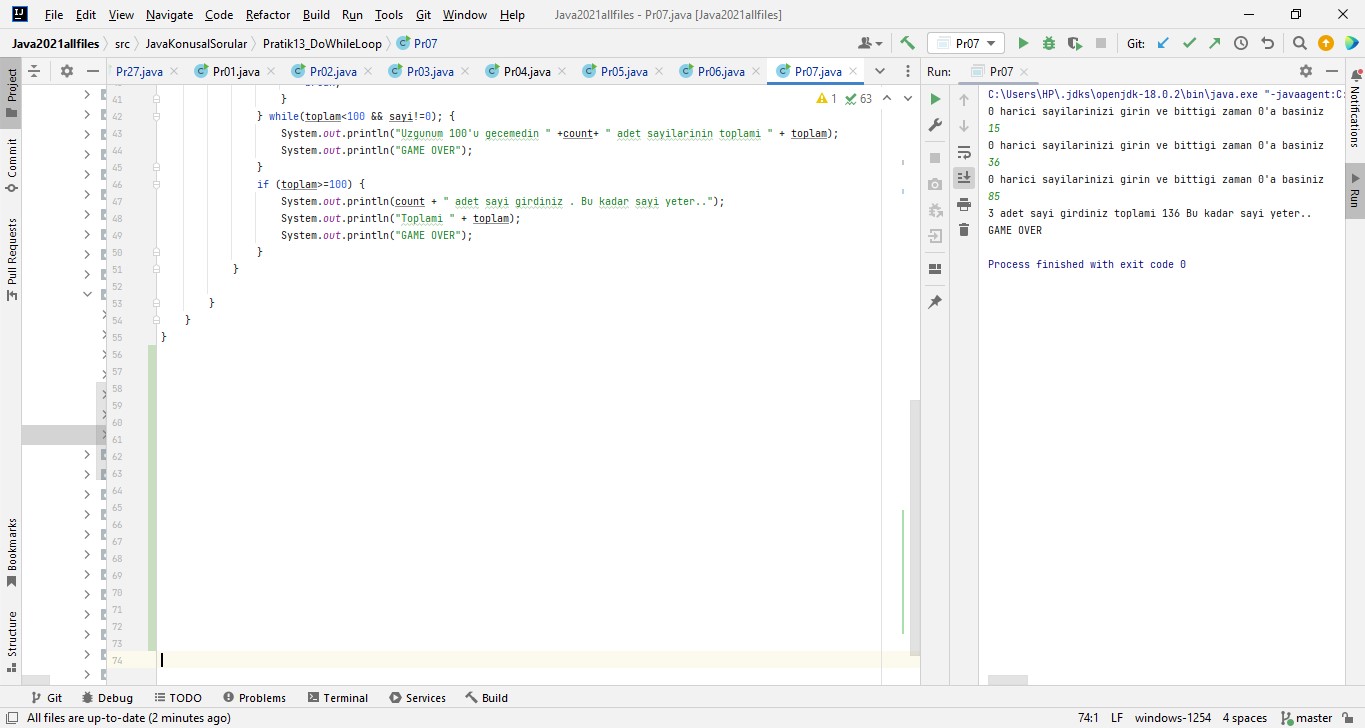 File Edit View Navigate Code Refactor Build Run Tools Git Window Help Java2021allfiles - Pr07.java [Java2021allfiles]
Java2021allfiles src JavaKonusalSorular Pratik13_DoWhileLoop Pr07 Pr07 Git:
Pr27.java Pr01.java Pr02.java Pr03.java Pr04.java Pr05.java Pr06.java Pr07.java Run: Pr07
Project
Commit
Pull Requests
Bookmarks
Structure
1 63
41 }
42 } while(toplam<100 && sayi!=0); {
43 System.out.println("Uzgunum 100'u gecemedin " +count+ " adet sayilarinin toplami " + toplam);
44 System.out.println("GAME OVER");
45 }
46 if (toplam>=100) {
47 System.out.println(count + " adet sayi girdiniz . Bu kadar sayi yeter..");
48 System.out.println("Toplami " + toplam);
49 System.out.println("GAME OVER");
50 }
51 }
52
53 }
54 }
55 }
56
57
58
59
60
61
62
63
64
65
66
67
68
69
70
71
72
73
74
C:\Users\HP\.jdks\openjdk-18.0.2\bin\java.exe "-javaagent:C:
0 harici sayilarinizi girin ve bittigi zaman 0'a basiniz
15
0 harici sayilarinizi girin ve bittigi zaman 0'a basiniz
36
0 harici sayilarinizi girin ve bittigi zaman 0'a basiniz
85
3 adet sayi girdiniz toplami 136 Bu kadar sayi yeter..
GAME OVER
Process finished with exit code 0
Notifications
Run
Git Debug TODO Problems Terminal Services Build
All files are up-to-date (2 minutes ago) 74:1 LF windows-1254 4 spaces master